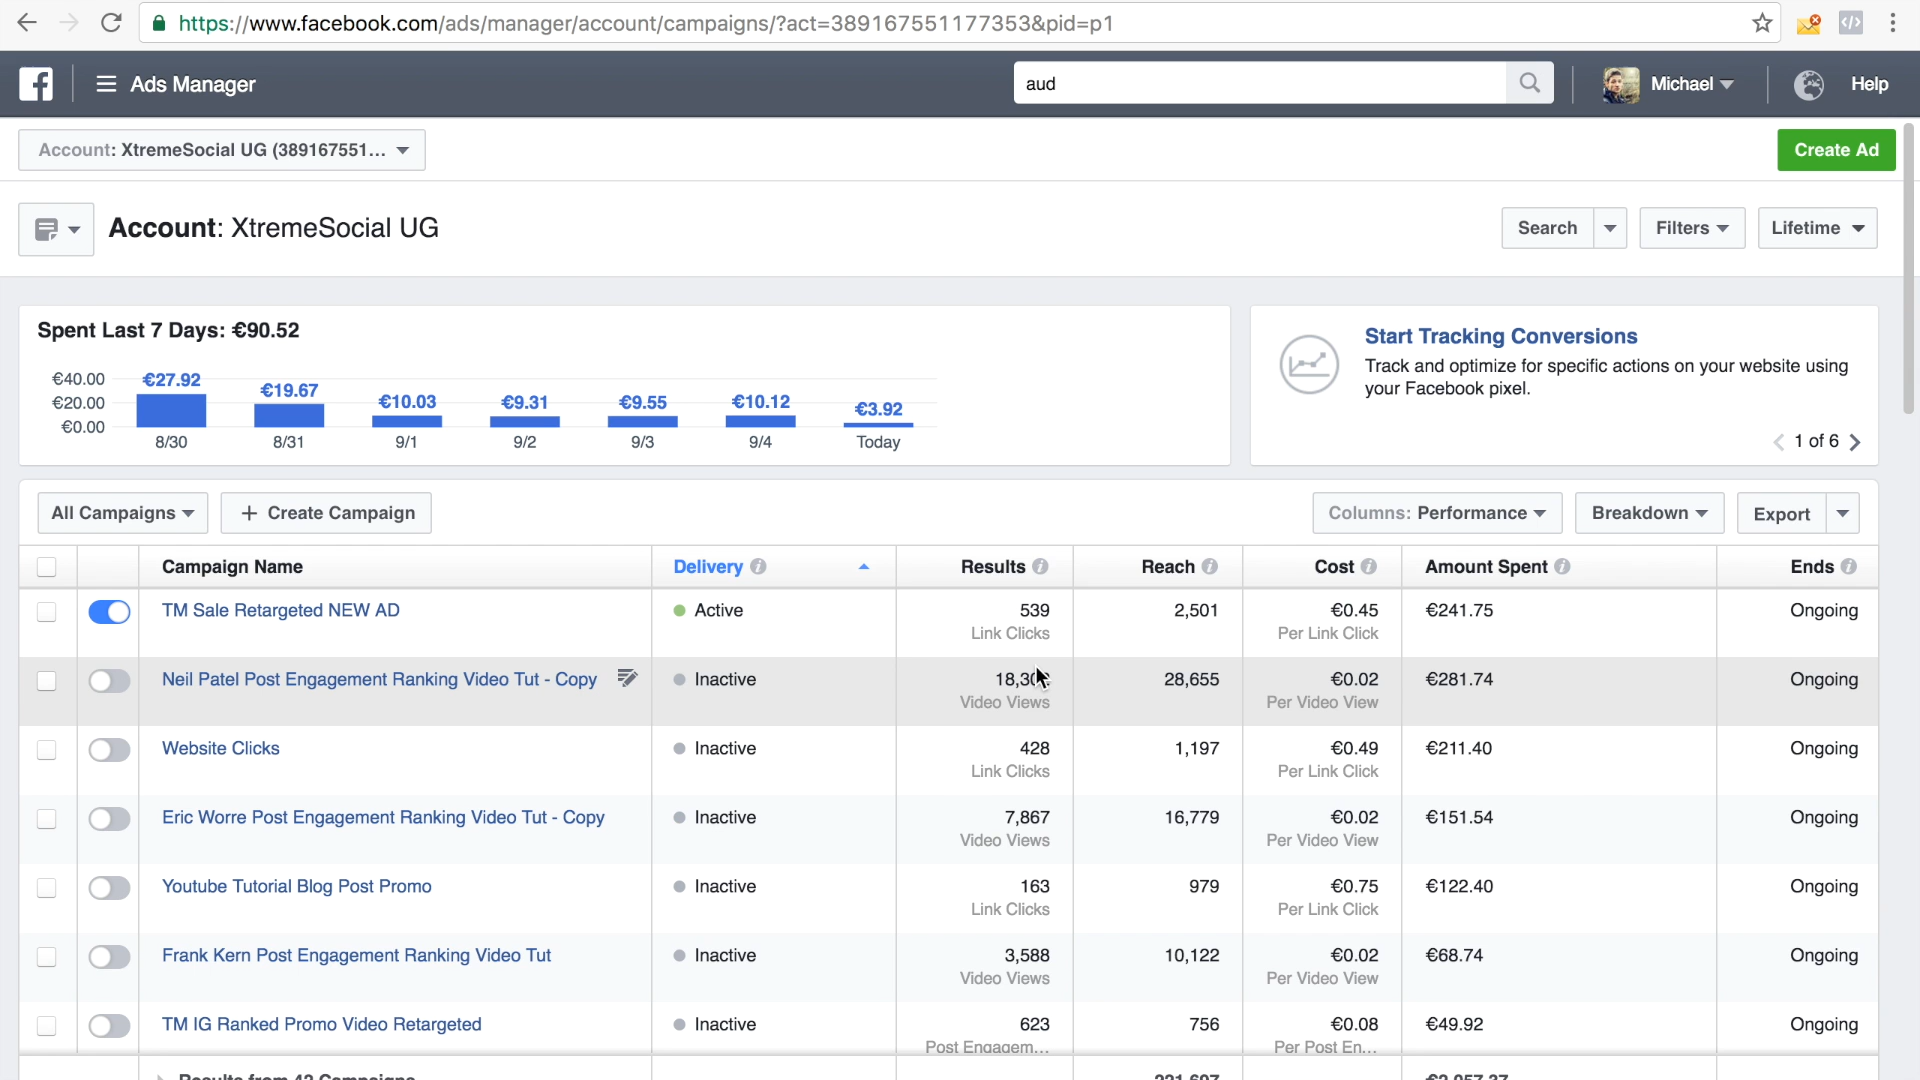 https://www.facebook.com/ads/manager/account/campaigns/?act=389167551177353&pid=p1
Ads Manager
aud
Michael
Help
Account: XtremeSocial UG (389167551...
Create Ad
Account: XtremeSocial UG
Search
Filters
Lifetime
Spent Last 7 Days: €90.52
€40.00
€20.00
€0.00
€27.92
€19.67
€10.03
€9.31
€9.55
€10.12
€3.92
8/30
8/31
9/1
9/2
9/3
9/4
Today
Start Tracking Conversions
Track and optimize for specific actions on your website using
your Facebook pixel.
1 of 6
All Campaigns
+ Create Campaign
Columns: Performance
Breakdown
Export
Campaign Name Delivery Results Reach Cost Amount Spent Ends
TM Sale Retargeted NEW AD Active 539 2,501 €0.45 €241.75 Ongoing
Link Clicks Per Link Click
Neil Patel Post Engagement Ranking Video Tut - Copy Inactive 28,655 €0.02 €281.74 Ongoing
Video Views Per Video View
Website Clicks Inactive 428 1,197 €0.49 €211.40 Ongoing
Link Clicks Per Link Click
Eric Worre Post Engagement Ranking Video Tut - Copy Inactive 7,867 16,779 €0.02 €151.54 Ongoing
Video Views Per Video View
Youtube Tutorial Blog Post Promo Inactive 163 979 €0.75 €122.40 Ongoing
Link Clicks Per Link Click
Frank Kern Post Engagement Ranking Video Tut Inactive 3,588 10,122 €0.02 €68.74 Ongoing
Video Views Per Video View
TM IG Ranked Promo Video Retargeted Inactive 623 756 €0.08 €49.92 Ongoing
Post Engagem... Per Post En...
Results from 42 Campaigns